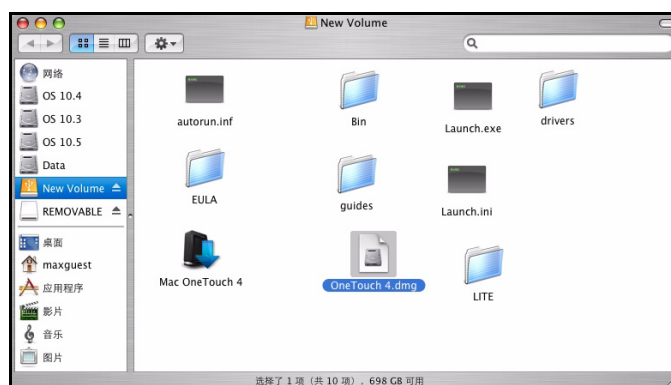 New Volume
网络
OS 10.4
OS 10.3
OS 10.5
Data
New Volume
REMOVABLE
桌面
maxguest
应用程序
影片
音乐
图片
autorun.inf
Bin
Launch.exe
drivers
EULA
guides
Launch.ini
Mac OneTouch 4
OneTouch 4.dmg
LITE
选择了 1 项（共 10 项），698 GB 可用